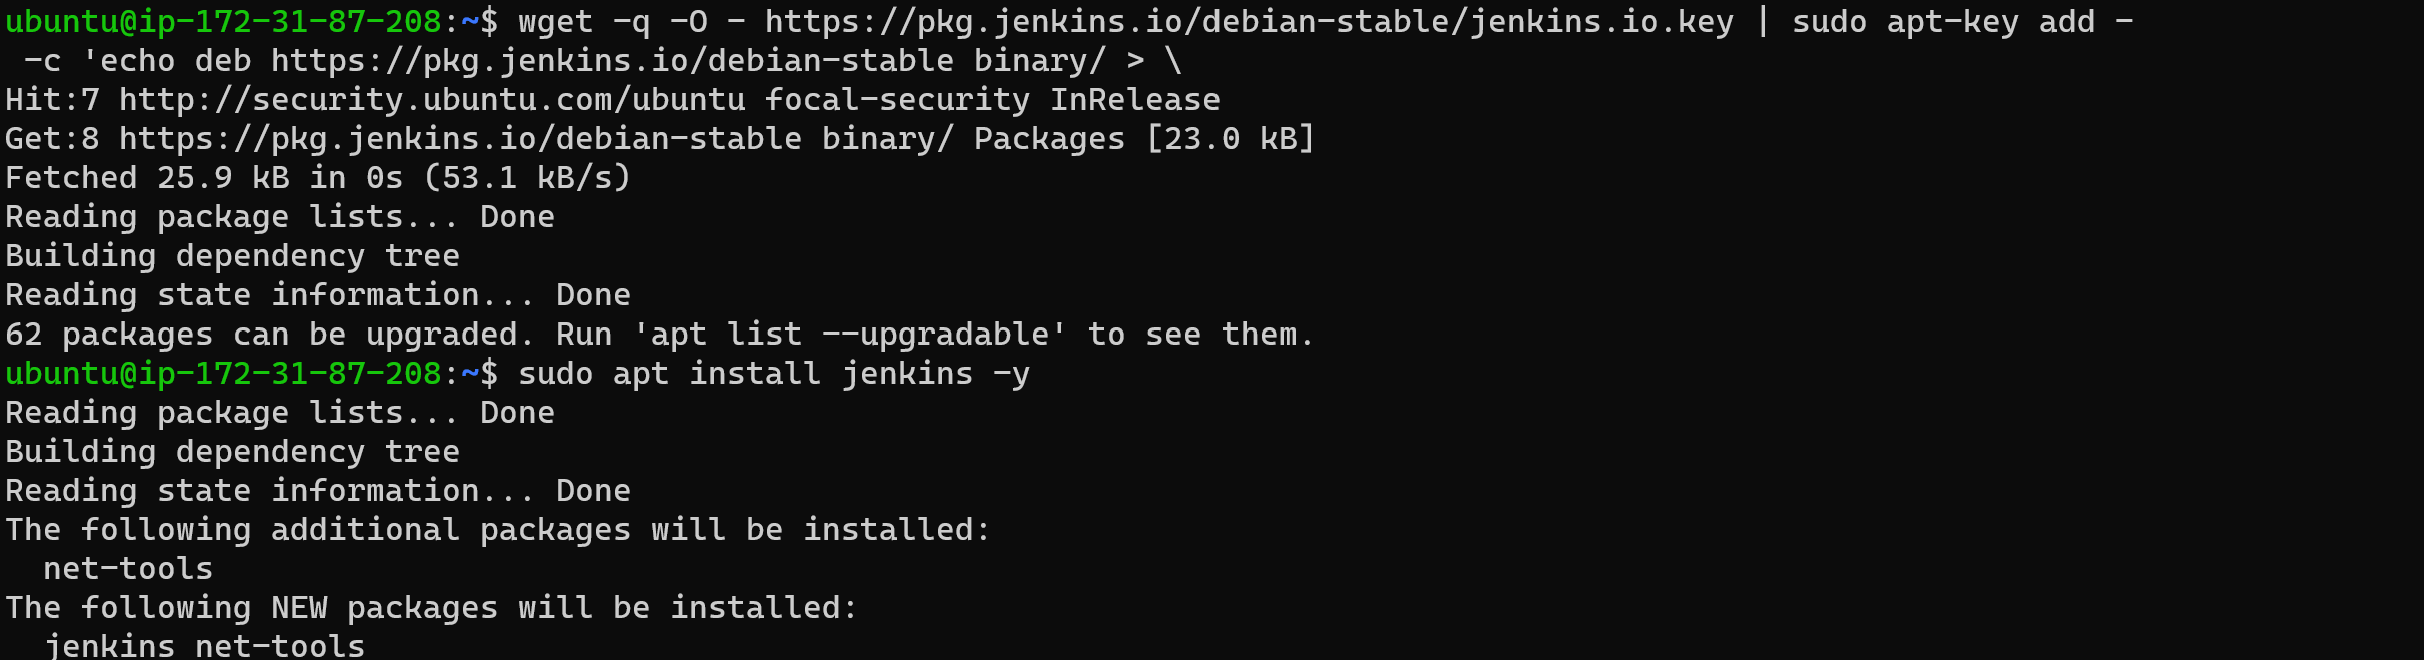 ubuntu@ip-172-31-87-208:~$ wget -q -O - https://pkg.jenkins.io/debian-stable/jenkins.io.key | sudo apt-key add -
 -c 'echo deb https://pkg.jenkins.io/debian-stable binary/ > \
Hit:7 http://security.ubuntu.com/ubuntu focal-security InRelease
Get:8 https://pkg.jenkins.io/debian-stable binary/ Packages [23.0 kB]
Fetched 25.9 kB in 0s (53.1 kB/s)
Reading package lists... Done
Building dependency tree
Reading state information... Done
62 packages can be upgraded. Run 'apt list --upgradable' to see them.
ubuntu@ip-172-31-87-208:~$ sudo apt install jenkins -y
Reading package lists... Done
Building dependency tree
Reading state information... Done
The following additional packages will be installed:
  net-tools
The following NEW packages will be installed:
  jenkins net-tools